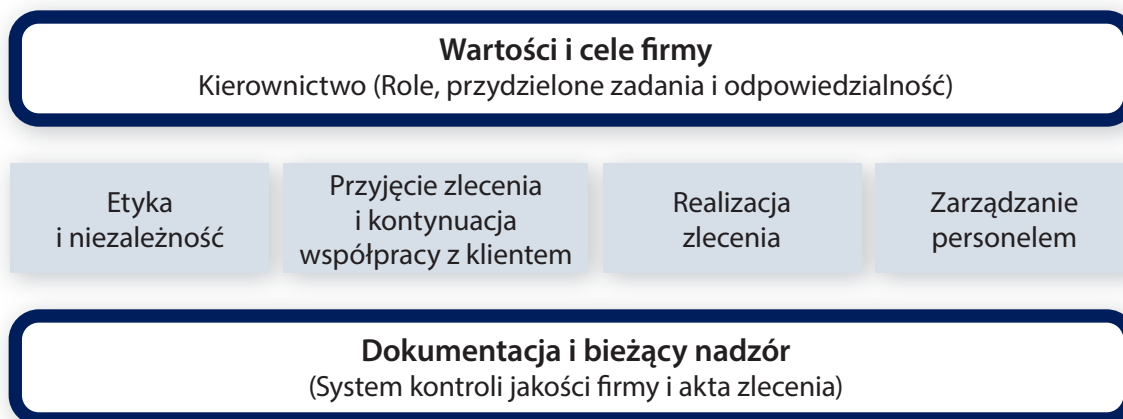 Wartości i cele firmy
Kierownictwo (Role, przydzielone zadania i odpowiedzialność)
Etyka
i niezależność
Przyjęcie zlecenia
i kontynuacja
współpracy z klientem
Realizacja
zlecenia
Zarządzanie
personelem
Dokumentacja i bieżący nadzór
(System kontroli jakości firmy i akta zlecenia)